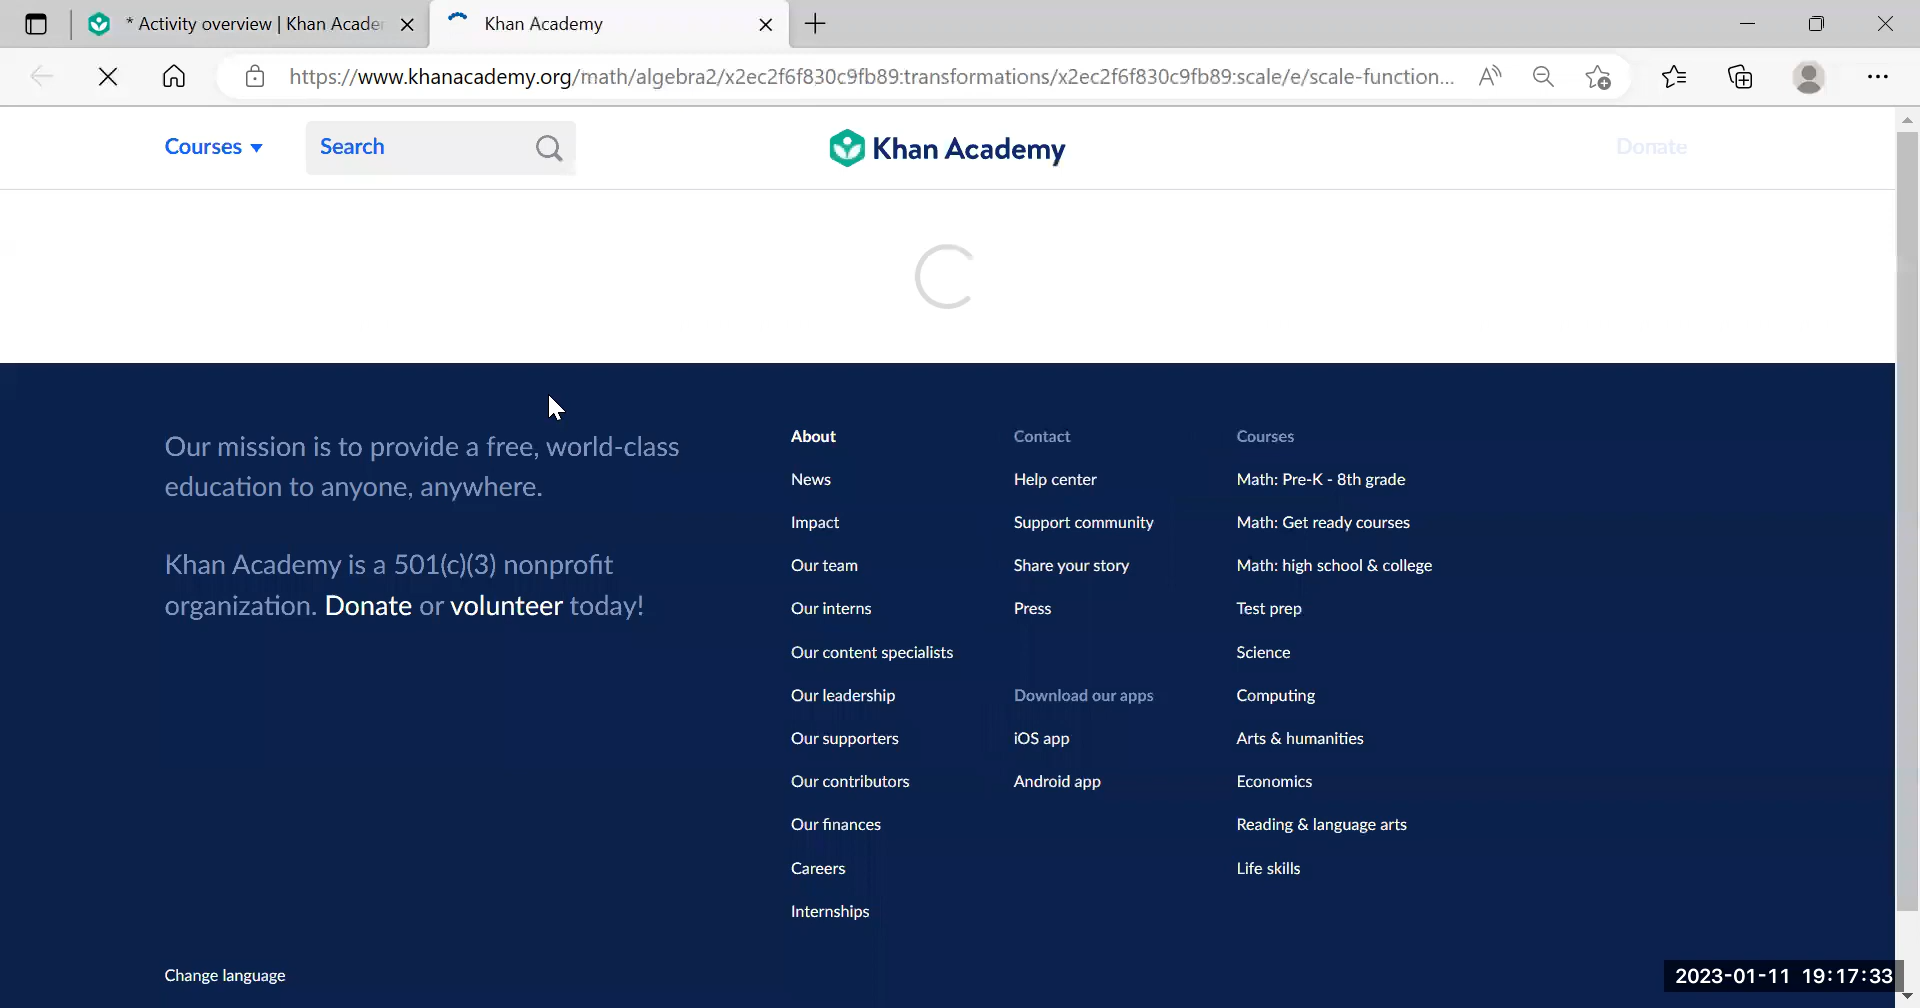 * Activity overview | Khan Acader
Khan Academy
https://www.khanacademy.org/math/algebra2/x2ec2f6f830c9fb89:transformations/x2ec2f6f830c9fb89:scale/e/scale-function...
Courses
Search
Khan Academy
Donate
Our mission is to provide a free, world-class
education to anyone, anywhere.
Khan Academy is a 501(c)(3) nonprofit
organization. Donate or volunteer today!
About
News
Impact
Our team
Our interns
Our content specialists
Our leadership
Our supporters
Our contributors
Our finances
Careers
Internships
Contact
Help center
Support community
Share your story
Press
Download our apps
iOS app
Android app
Courses
Math: Pre-K - 8th grade
Math: Get ready courses
Math: high school & college
Test prep
Science
Computing
Arts & humanities
Economics
Reading & language arts
Life skills
Change language
2023-01-11 19:17:33